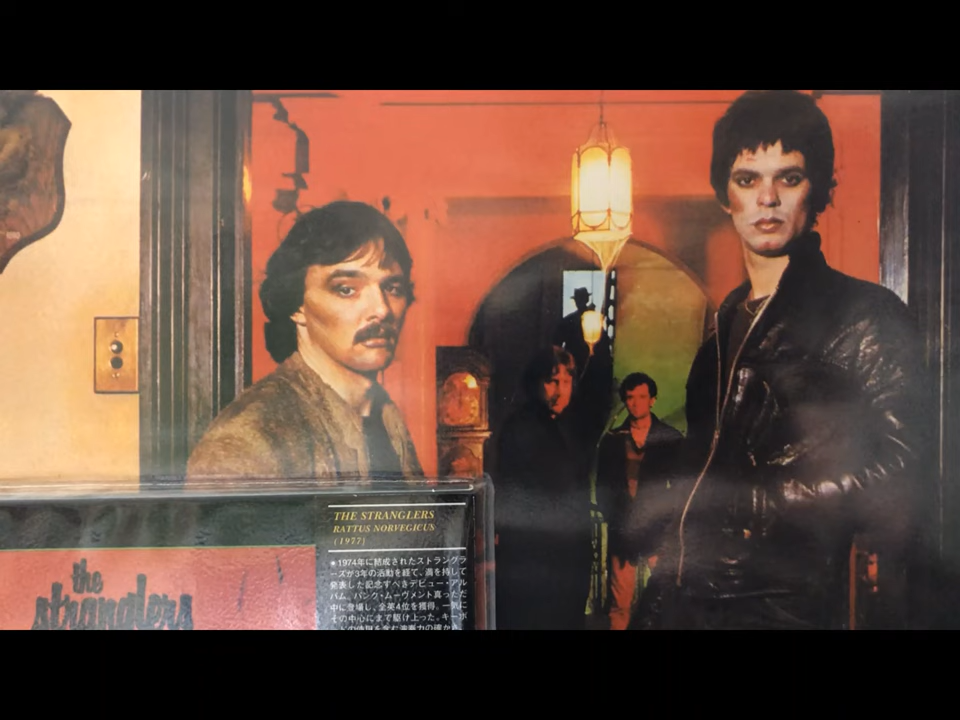 THE STRANGLERS
RATTUS NORVEGICUS
(1977)
●1974年に結成されたストラングラ
ーズが3年の活動を経て、満を持して
発表した記念すべきデビュー・アル
バム。パンク・ムーヴメント真っただ
中に登場し、全英4位を獲得。一気に
その中心にまで駆け上った。キーボ
the
stranglers